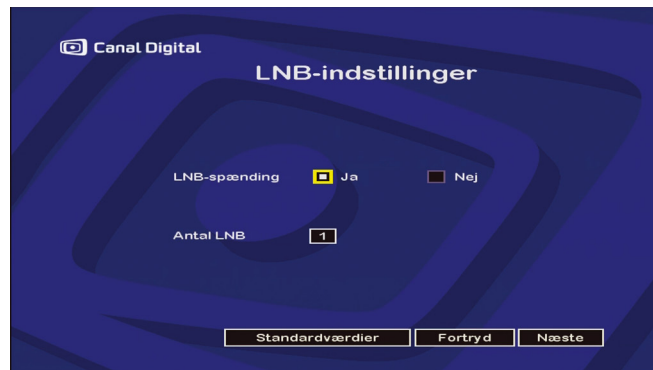 Canal Digital
LNB-indstillinger
LNB-spænding Ja Nej
Antal LNB 1
Standardværdier Fortryd Næste